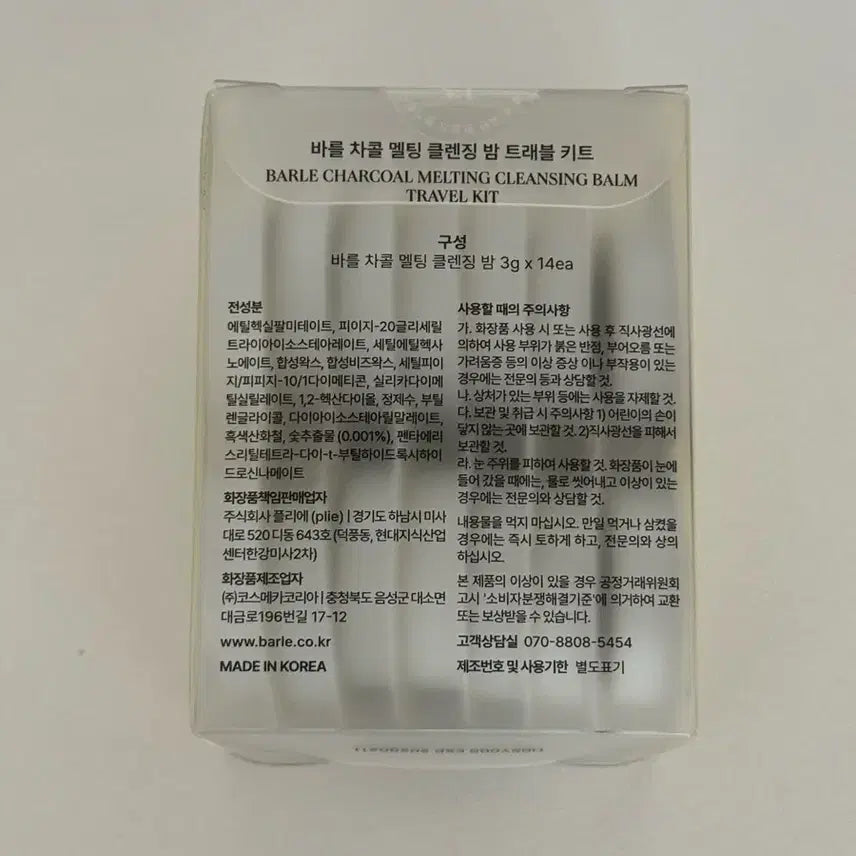 바를 차콜 멜팅 클렌징 밤 트래블 키트
BARLE CHARCOAL MELTING CLEANSING BALM
TRAVEL KIT
구성
바를 차콜 멜팅 클렌징 밤 3g x 14ea
전성분
에틸헥실팔미테이트, 피이지-20글리세릴
트라이아이소스테아레이트, 세틸에틸헥사
노에이트, 합성왁스, 합성비즈왁스, 세틸피이
지/피피지-10/1다이메티콘, 실리카다이메
틸실릴레이트, 1,2-헥산다이올, 정제수, 부틸
렌글라이콜, 다이아이소스테아릴말레이트,
흑색산화철, 숯추출물 (0.001%), 펜타에리
스리틸테트라-다이-t-부틸하이드록시하이
드로신나메이트
화장품책임판매업자
주식회사 플리에 (plie) | 경기도 하남시 미사
대로 520 디동 643호 (덕풍동, 현대지식산업
센터한강미사2차)
화장품제조업자
(주)코스메카코리아 | 충청북도 음성군 대소면
대금로196번길 17-12
www.barle.co.kr
MADE IN KOREA
사용할 때의 주의사항
가. 화장품 사용 시 또는 사용 후 직사광선에
의하여 사용 부위가 붉은 반점, 부어오름 또는
가려움증 등의 이상 증상 이나 부작용이 있는
경우에는 전문의 등과 상담할 것.
나. 상처가 있는 부위 등에는 사용을 자제할 것.
다. 보관 및 취급 시 주의사항 1) 어린이의 손이
닿지 않는 곳에 보관할 것. 2)직사광선을 피해서
보관할 것.
라. 눈 주위를 피하여 사용할 것. 화장품이 눈에
들어 갔을 때에는, 물로 씻어내고 이상이 있는
경우에는 전문의와 상담할 것.
내용물을 먹지 마십시오. 만일 먹거나 삼켰을
경우에는 즉시 토하게 하고, 전문의와 상의
하십시오.
본 제품의 이상이 있을 경우 공정거래위원회
고시 '소비자분쟁해결기준'에 의거하여 교환
또는 보상받을 수 있습니다.
고객상담실 070-8808-5454
제조번호 및 사용기한 별도표기